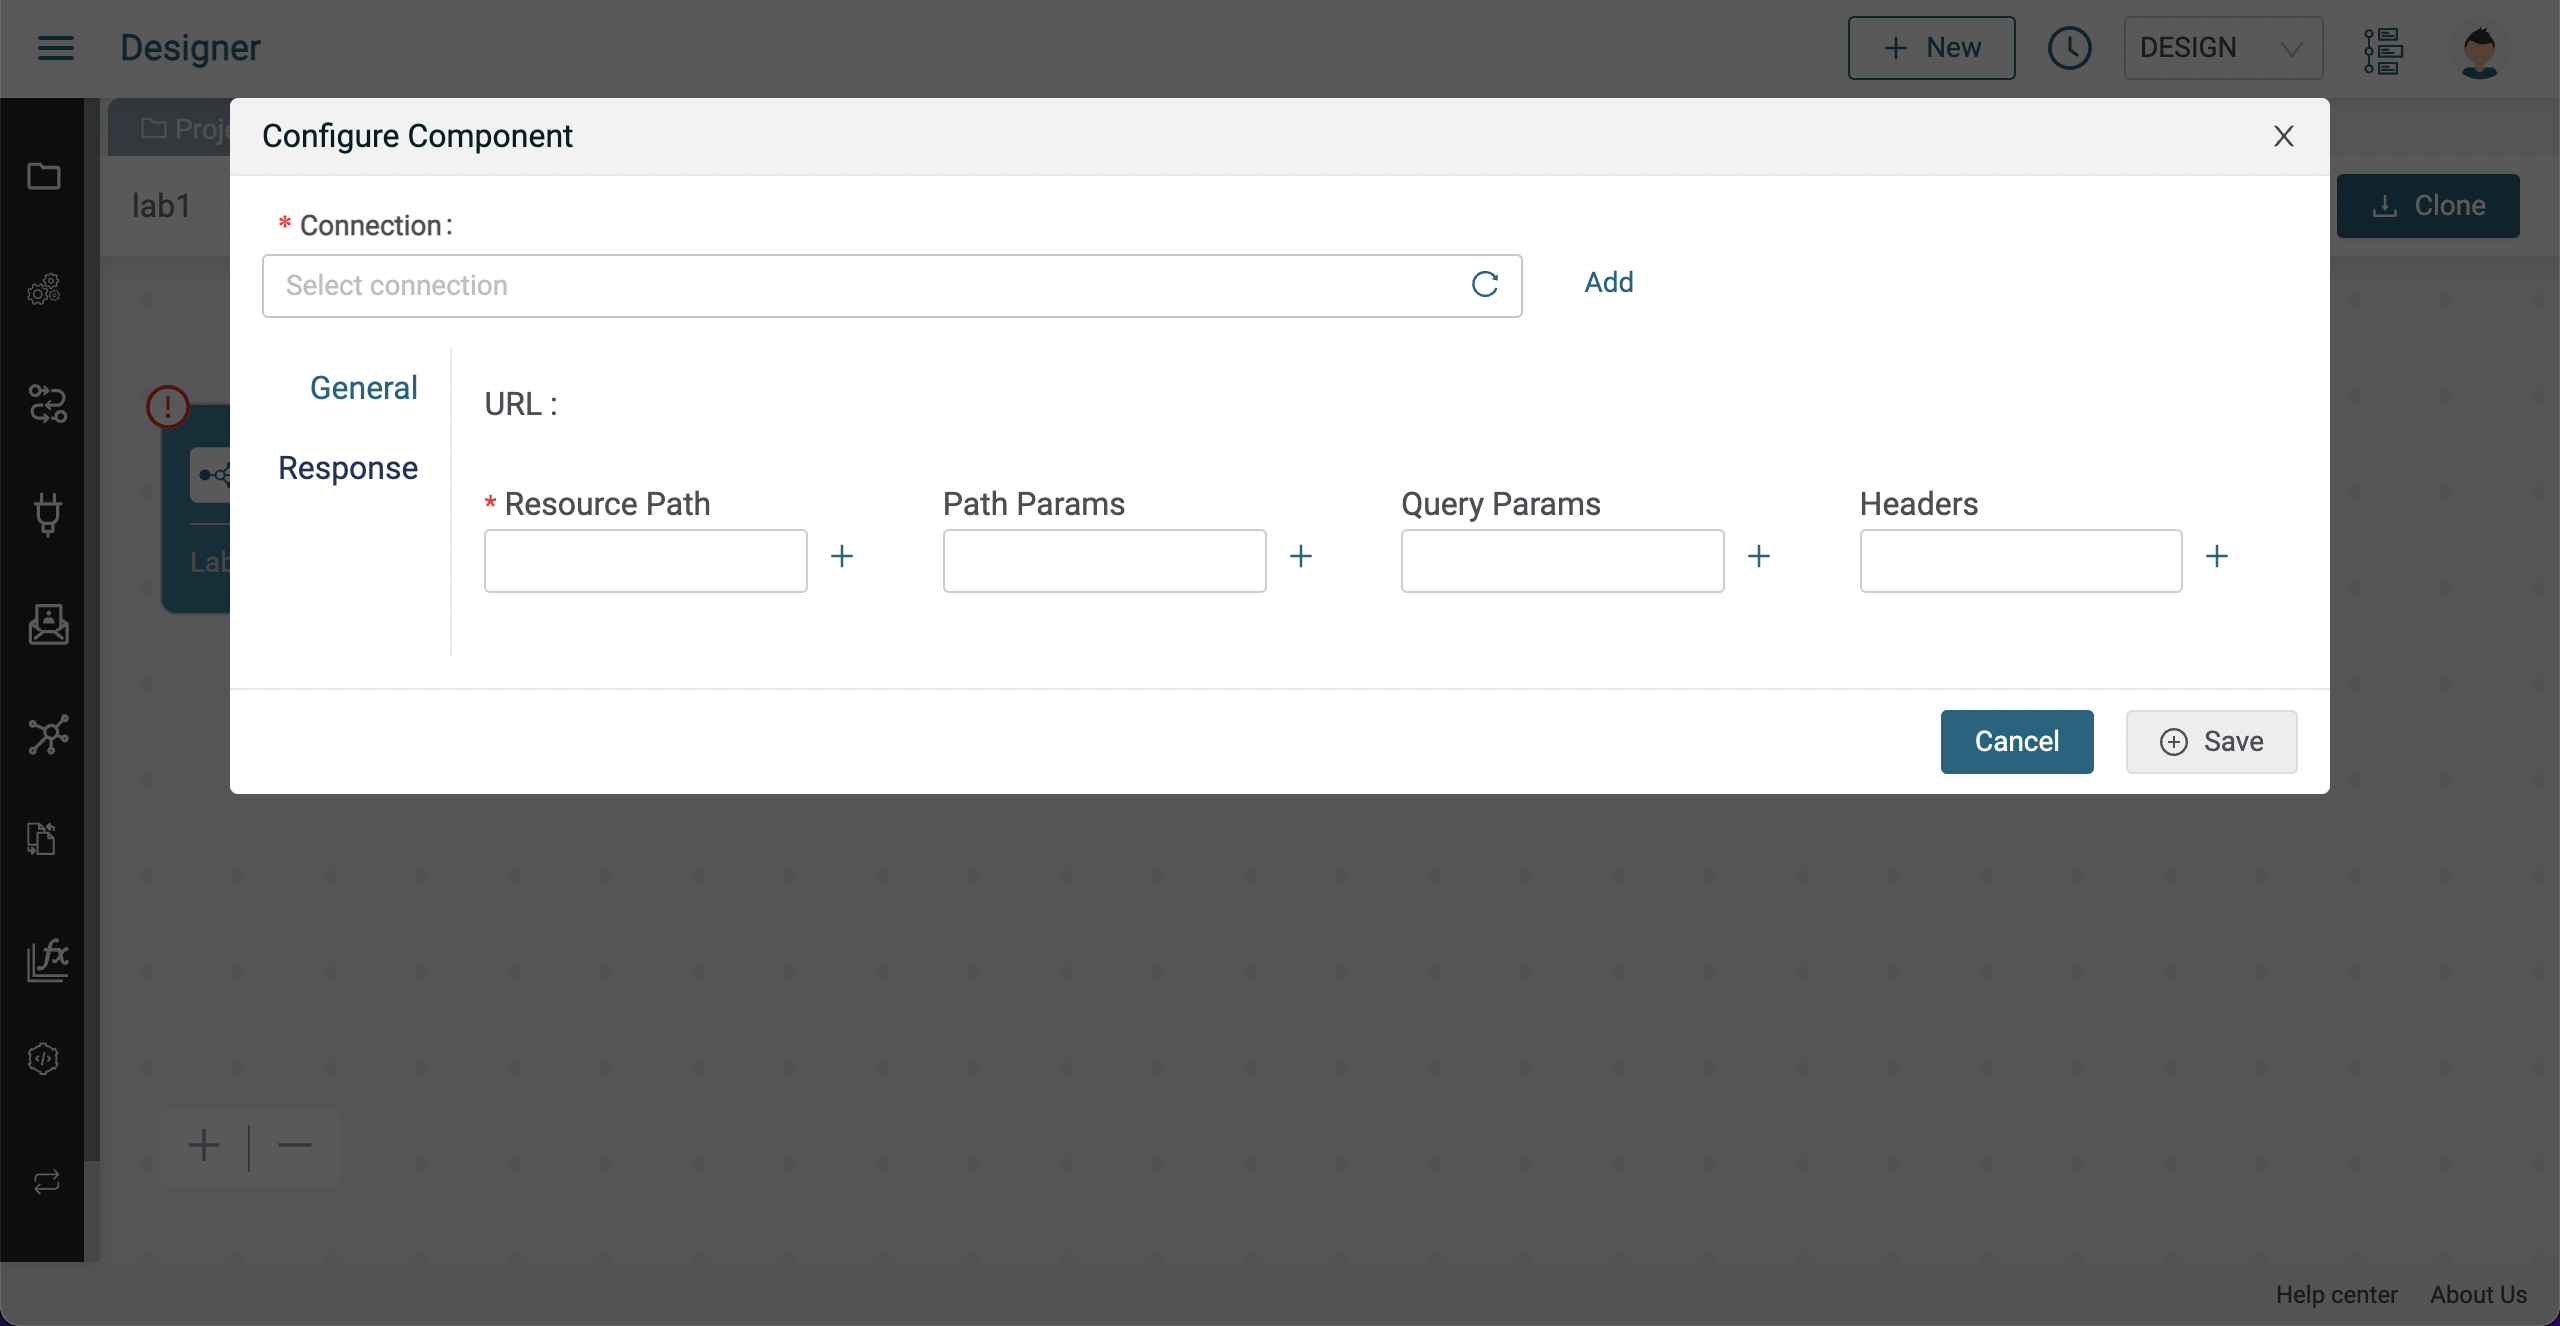 Designer
New
DESIGN
Proje
Configure Component
lab1
Clone
* Connection:
Select connection
Add
General
URL :
Response
* Resource Path
Path Params
Query Params
Headers
Lab
Cancel
Save
Help center
About Us